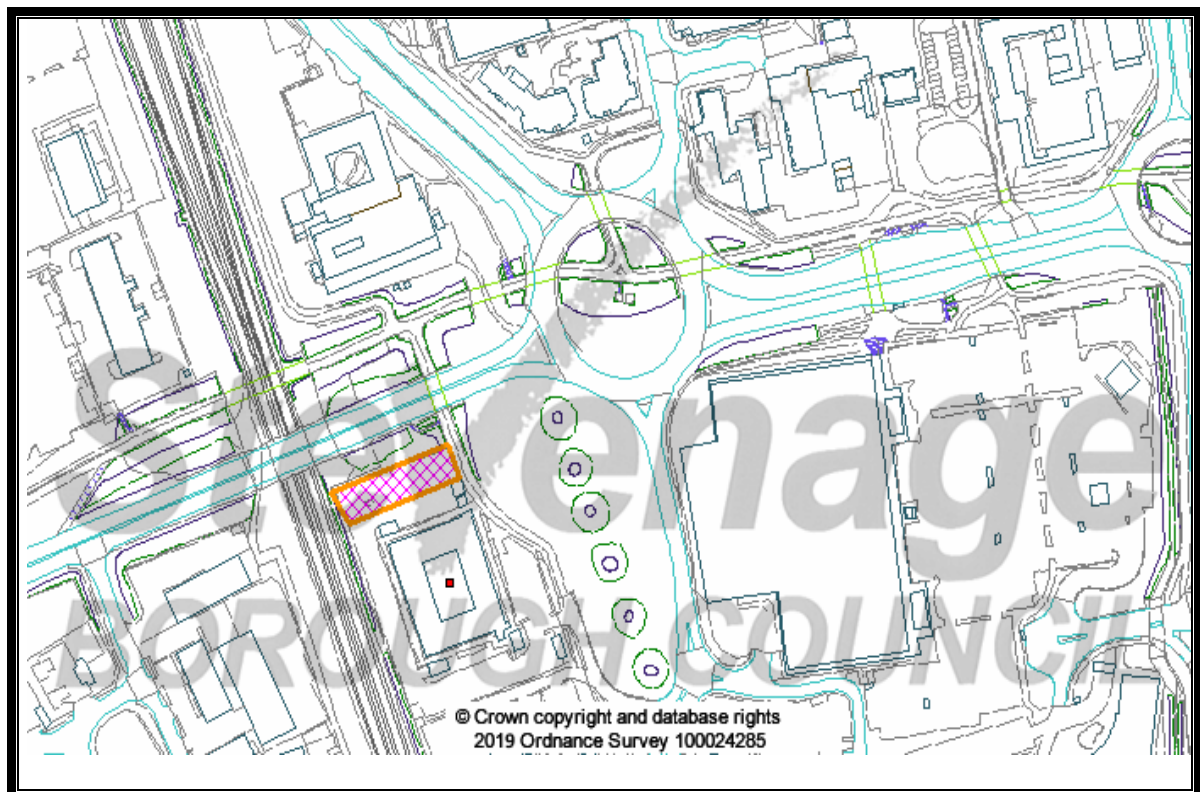 Stevenage
BOROUGH COUNCIL
© Crown copyright and database rights
2019 Ordnance Survey 100024285